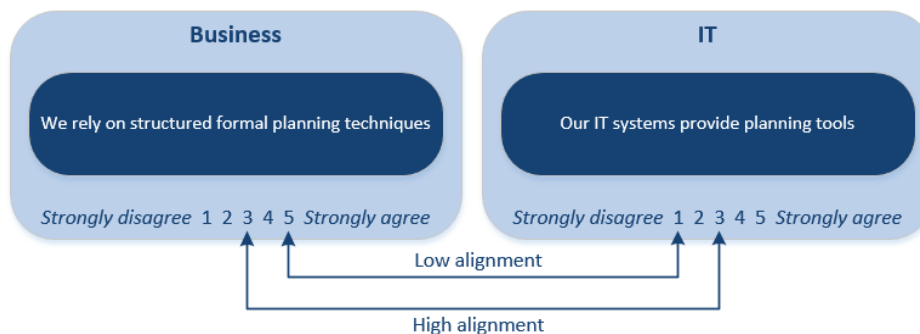 Business
We rely on structured formal planning techniques
Strongly disagree 1 2 3 4 5 Strongly agree
IT
Our IT systems provide planning tools
Strongly disagree 1 2 3 4 5 Strongly agree
Low alignment
High alignment